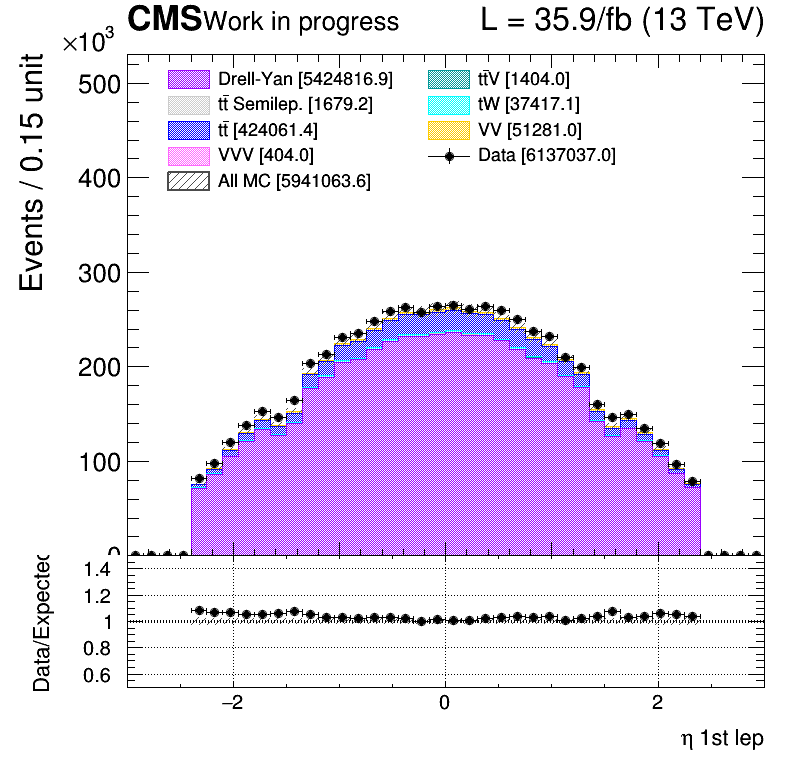 CMS Work in progress L = 35.9/fb (13 TeV)
×10³
Events / 0.15 unit
500
400
300
200
100
0
Drell-Yan [5424816.9]
tt̄ Semilep. [1679.2]
tt̄ [424061.4]
VVV [404.0]
All MC [5941063.6]
tt̄V [1404.0]
tW [37417.1]
VV [51281.0]
Data [6137037.0]
Data/Expected
1.4
1.2
1
0.8
0.6
−2 0 2
η 1st lep